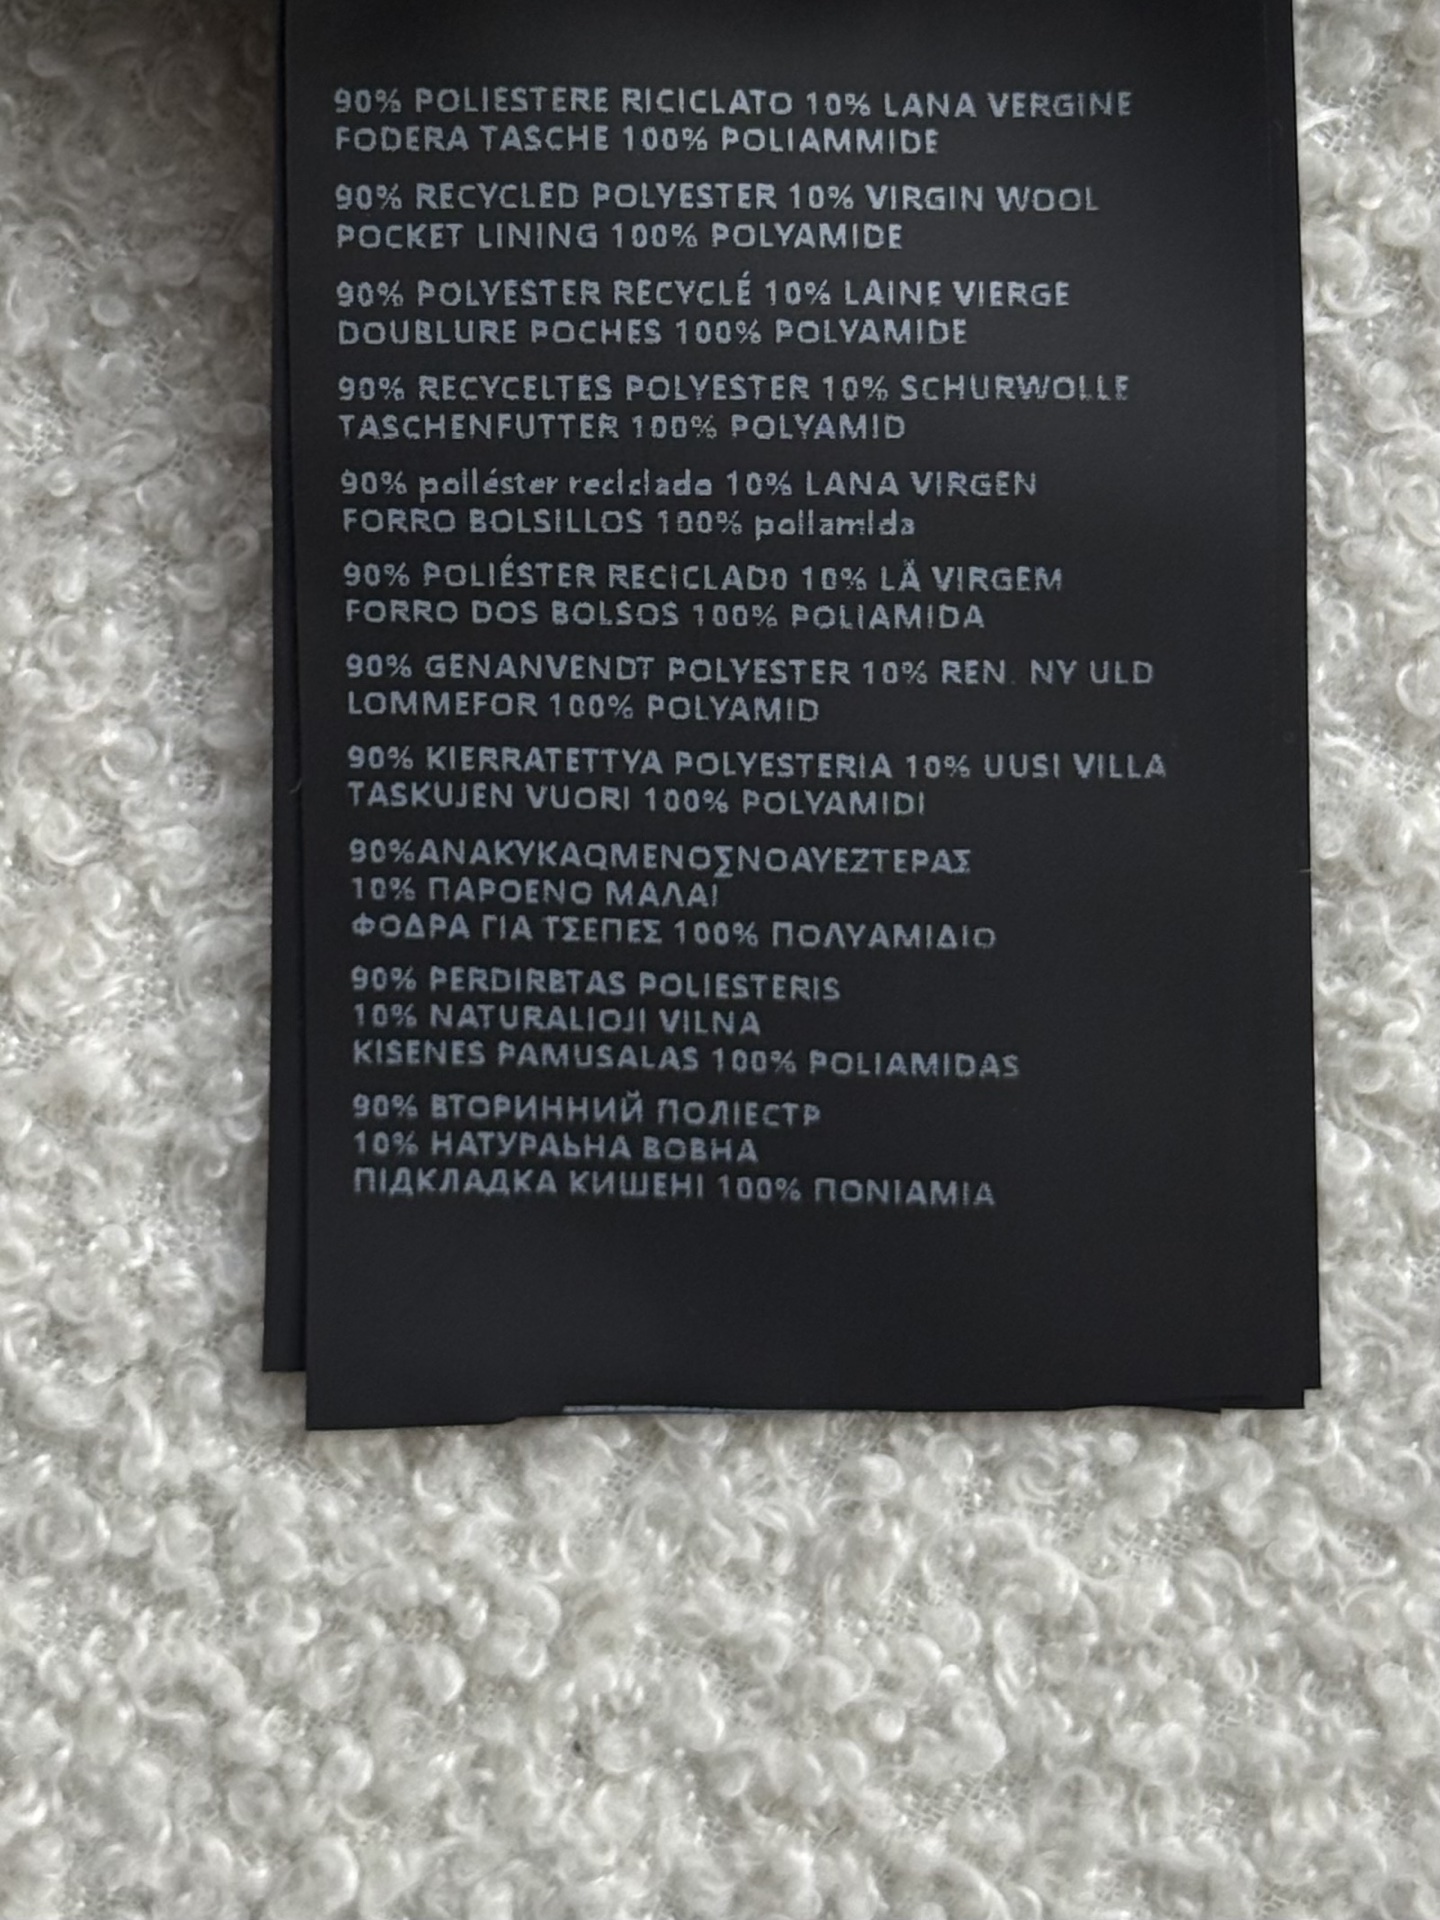 90% POLIESTERE RICICLATO 10% LANA VERGINE
FODERA TASCHE 100% POLIAMMIDE
90% RECYCLED POLYESTER 10% VIRGIN WOOL
POCKET LINING 100% POLYAMIDE
90% POLYESTER RECYCLÉ 10% LAINE VIERGE
DOUBLURE POCHES 100% POLYAMIDE
90% RECYCELTES POLYESTER 10% SCHURWOLLE
TASCHENFUTTER 100% POLYAMID
90% poliéster reciclado 10% LANA VIRGEN
FORRO BOLSILLOS 100% poliamida
90% POLIÉSTER RECICLADO 10% LÃ VIRGEM
FORRO DOS BOLSOS 100% POLIAMIDA
90% GENANVENDT POLYESTER 10% REN. NY ULD
LOMMEFOR 100% POLYAMID
90% KIERRATETTYA POLYESTERIA 10% UUSI VILLA
TASKUJEN VUORI 100% POLYAMIDI
90%ΑΝΑΚΥΚΑΩΜΕΝΟΣΝΟΑΥΕΖΤΕΡΑΣ
10% ΠΑΡΟΕΝΟ ΜΑΛΑΙ
ΦΟΔΡΑ ΓΙΑ ΤΣΕΠΕΣ 100% ΠΟΛΥΑΜΙΔΙΟ
90% PERDIRBTAS POLIESTERIS
10% NATURALIOJI VILNA
KISENES PAMUSALAS 100% POLIAMIDAS
90% ВТОРИННИЙ ПОЛІЕСТР
10% НАТУРАЬНА ВОВНА
ПІДКЛАДКА КИШЕНІ 100% ПОNІАМІА